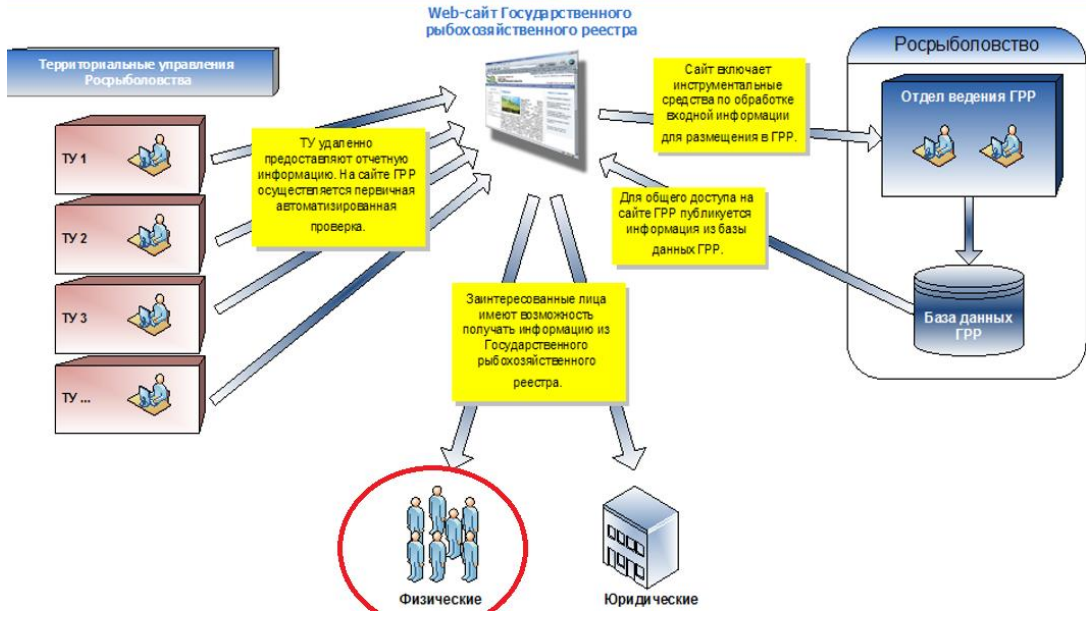 Web-сайт Государственного
рыбохозяйственного реестра
Территориальные управления
Росрыболовства
ТУ 1
ТУ 2
ТУ 3
ТУ ...
ТУ удаленно
предоставляют отчетную
информацию. На сайте ГРР
осуществляется первичная
автоматизированная
проверка.
Сайт включает
инструментальные
средства по обработке
входной информации
для размещения в ГРР.
Для общего доступа на
сайте ГРР публикуется
информация из базы
данных ГРР.
Заинтересованные лица
имеют возможность
получать информацию из
Государственного
рыбохозяйственного
реестра.
Росрыболовство
Отдел ведения ГРР
База данных
ГРР
Физические
Юридические